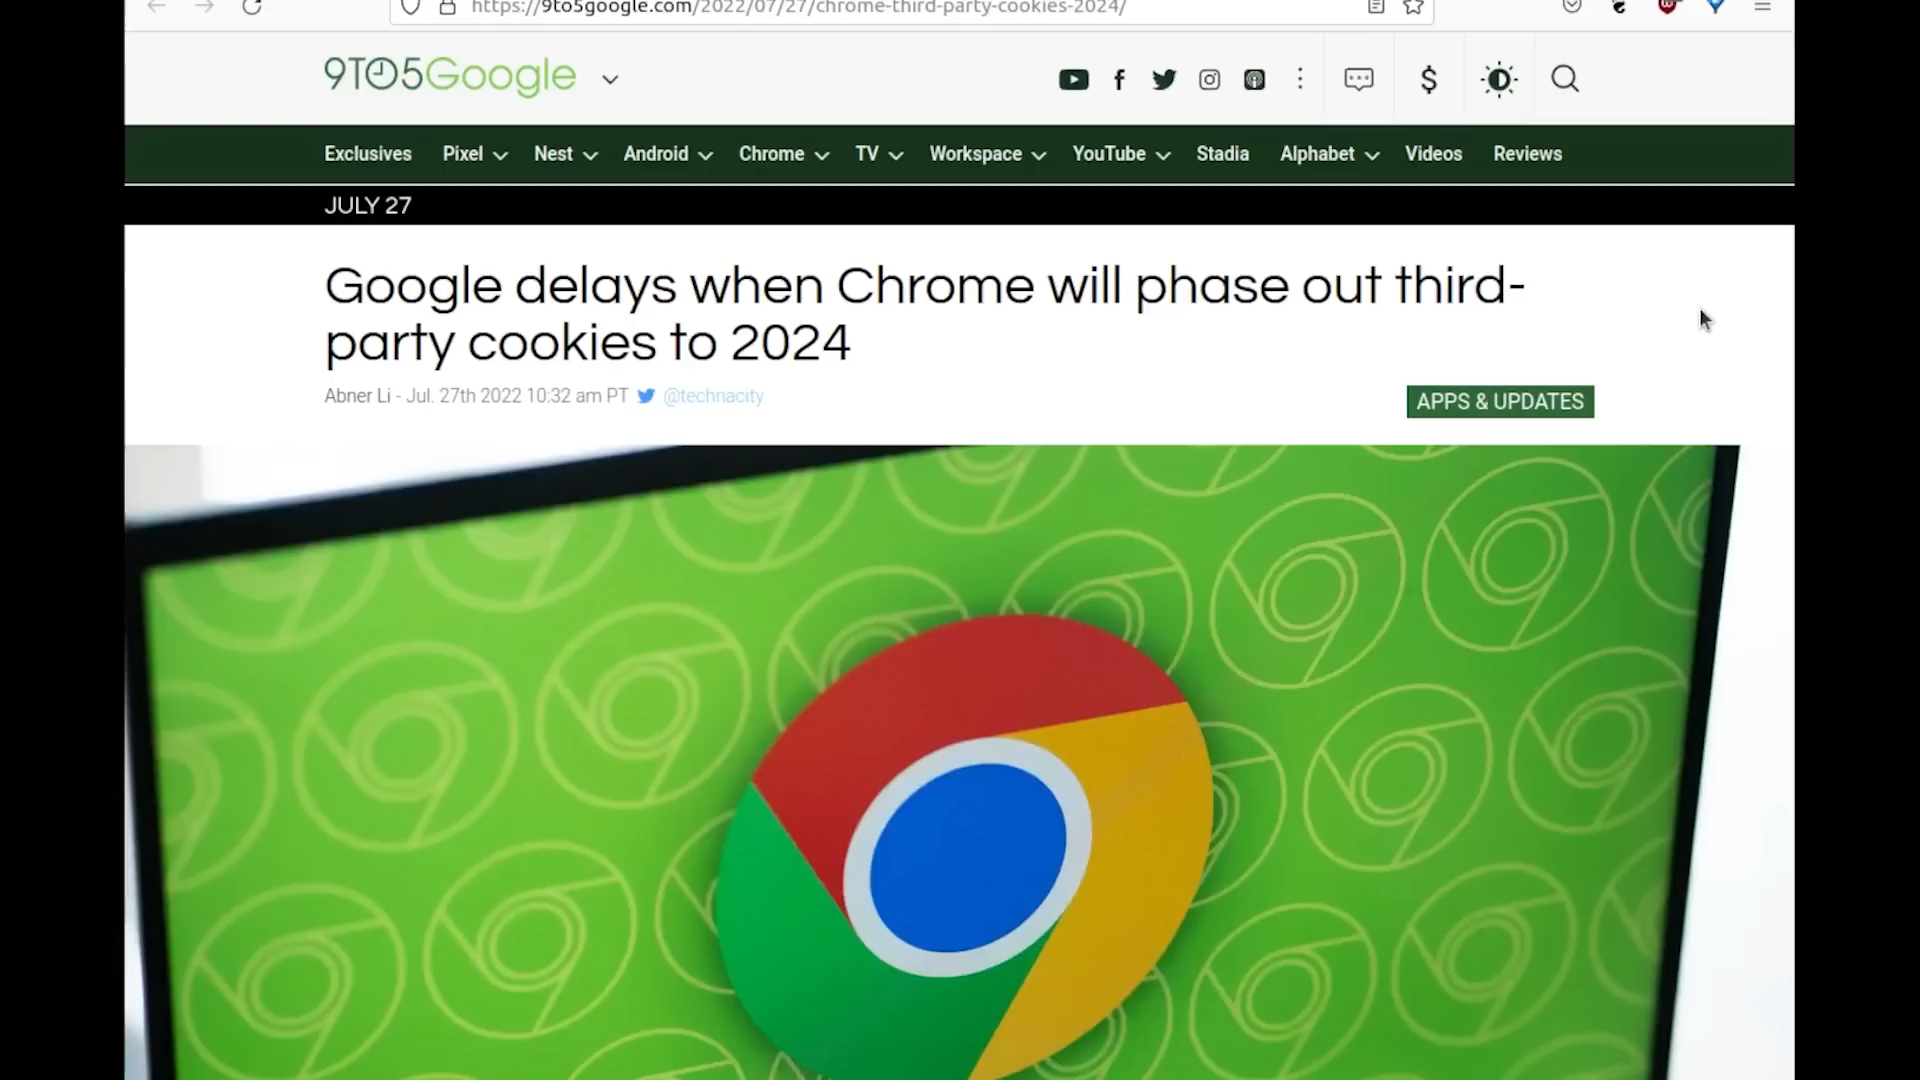 https://9to5google.com/2022/07/27/chrome-third-party-cookies-2024/
9TO5Google
Exclusives Pixel Nest Android Chrome TV Workspace YouTube Stadia Alphabet Videos Reviews
JULY 27
Google delays when Chrome will phase out third-
party cookies to 2024
Abner Li - Jul. 27th 2022 10:32 am PT @technacity
APPS & UPDATES